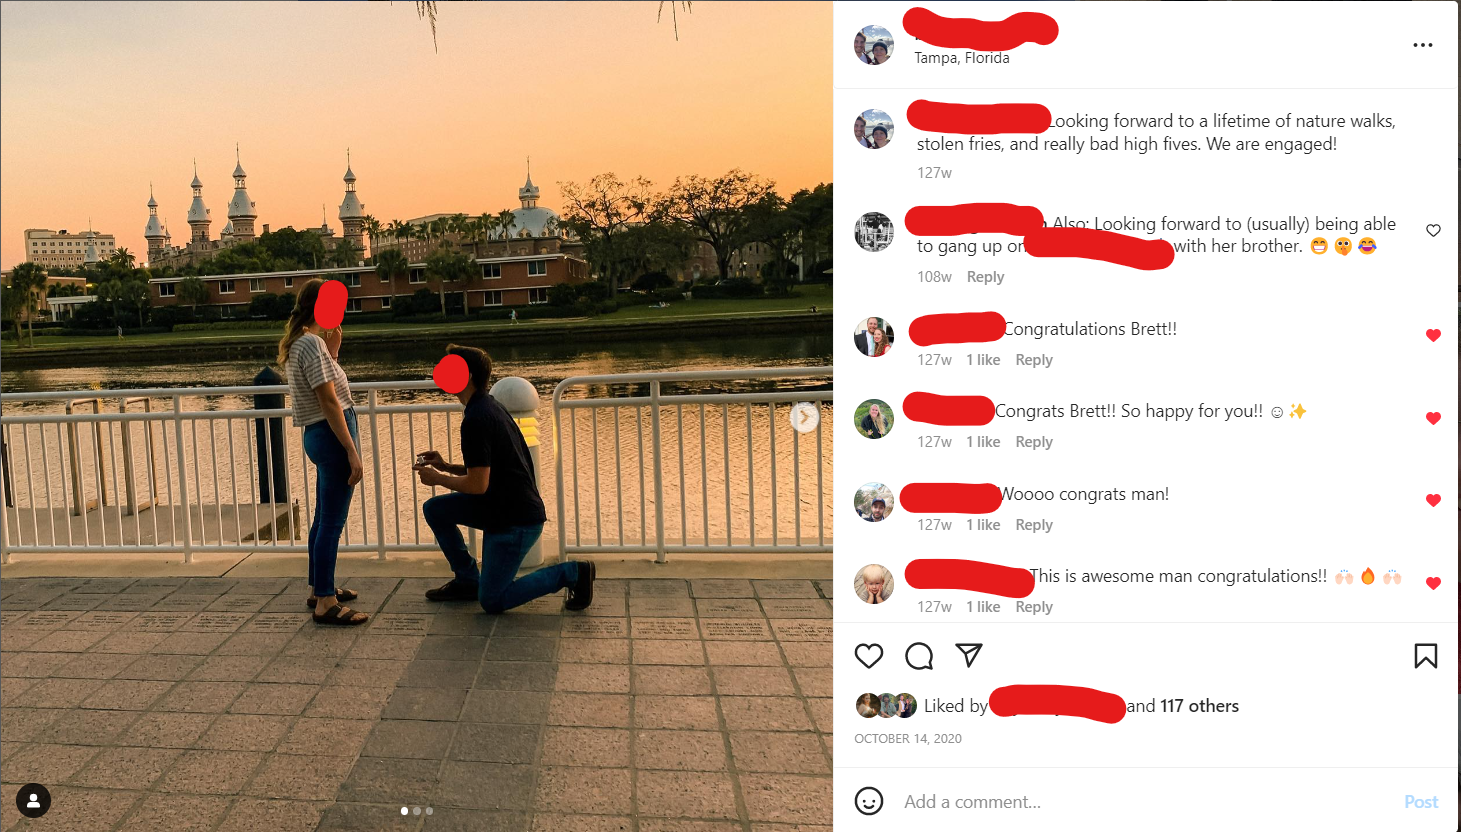 Tampa, Florida
Looking forward to a lifetime of nature walks,
stolen fries, and really bad high fives. We are engaged!
127w
Also: Looking forward to (usually) being able
to gang up on with her brother. 😁 🤫 😂
108w Reply
Congratulations Brett!!
127w 1 like Reply
Congrats Brett!! So happy for you!! ☺️✨
127w 1 like Reply
Woooo congrats man!
127w 1 like Reply
This is awesome man congratulations!! 🙌🏻 🔥 🙌🏻
127w 1 like Reply
Liked by and 117 others
OCTOBER 14, 2020
Add a comment...
Post